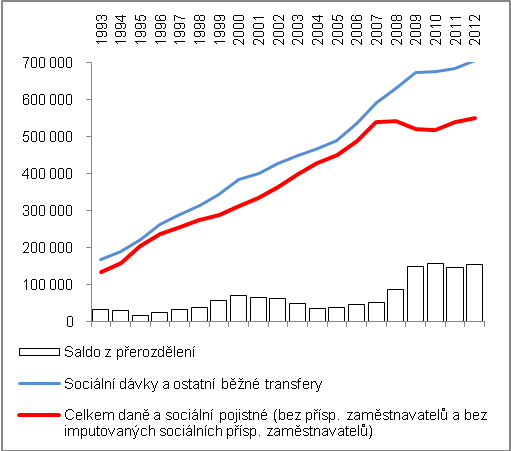 1993 1994 1995 1996 1997 1998 1999 2000 2001 2002 2003 2004 2005 2006 2007 2008 2009 2010 2011 2012
700 000
600 000
500 000
400 000
300 000
200 000
100 000
0
Saldo z přerozdělení
Sociální dávky a ostatní běžné transfery
Celkem daně a sociální pojistné (bez přísp. zaměstnavatelů a bez
imputovaných sociálních přísp. zaměstnavatelů)